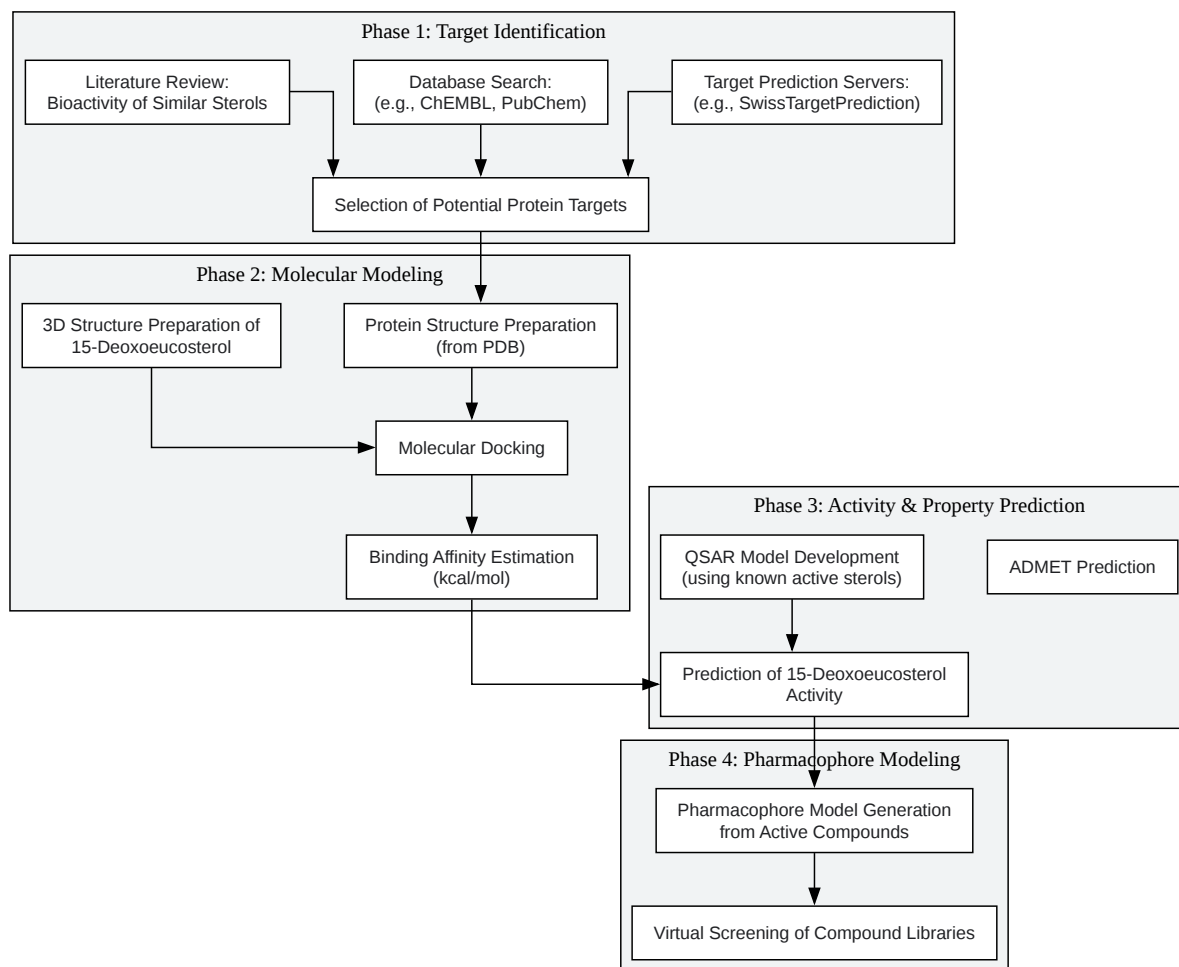 Phase 1: Target Identification
Literature Review:
Bioactivity of Similar Sterols
Database Search:
(e.g., ChEMBL, PubChem)
Target Prediction Servers:
(e.g., SwissTargetPrediction)
Selection of Potential Protein Targets
Phase 2: Molecular Modeling
3D Structure Preparation of
15-Deoxoeucosterol
Protein Structure Preparation
(from PDB)
Molecular Docking
Binding Affinity Estimation
(kcal/mol)
Phase 3: Activity & Property Prediction
QSAR Model Development
(using known active sterols)
ADMET Prediction
Prediction of 15-Deoxoeucosterol
Activity
Phase 4: Pharmacophore Modeling
Pharmacophore Model Generation
from Active Compounds
Virtual Screening of Compound Libraries